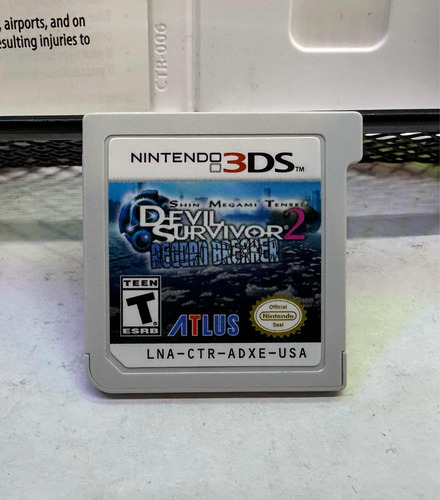 , airports, and on
esulting injuries to
CTR-006
NINTENDO 3DS™
SHIN MEGAMI TENSEI
DEVIL
SURVIVOR 2
RECORD BREAKER
TEEN
T
ESRB
ATLUS
Official
Nintendo
Seal
LNA-CTR-ADXE-USA